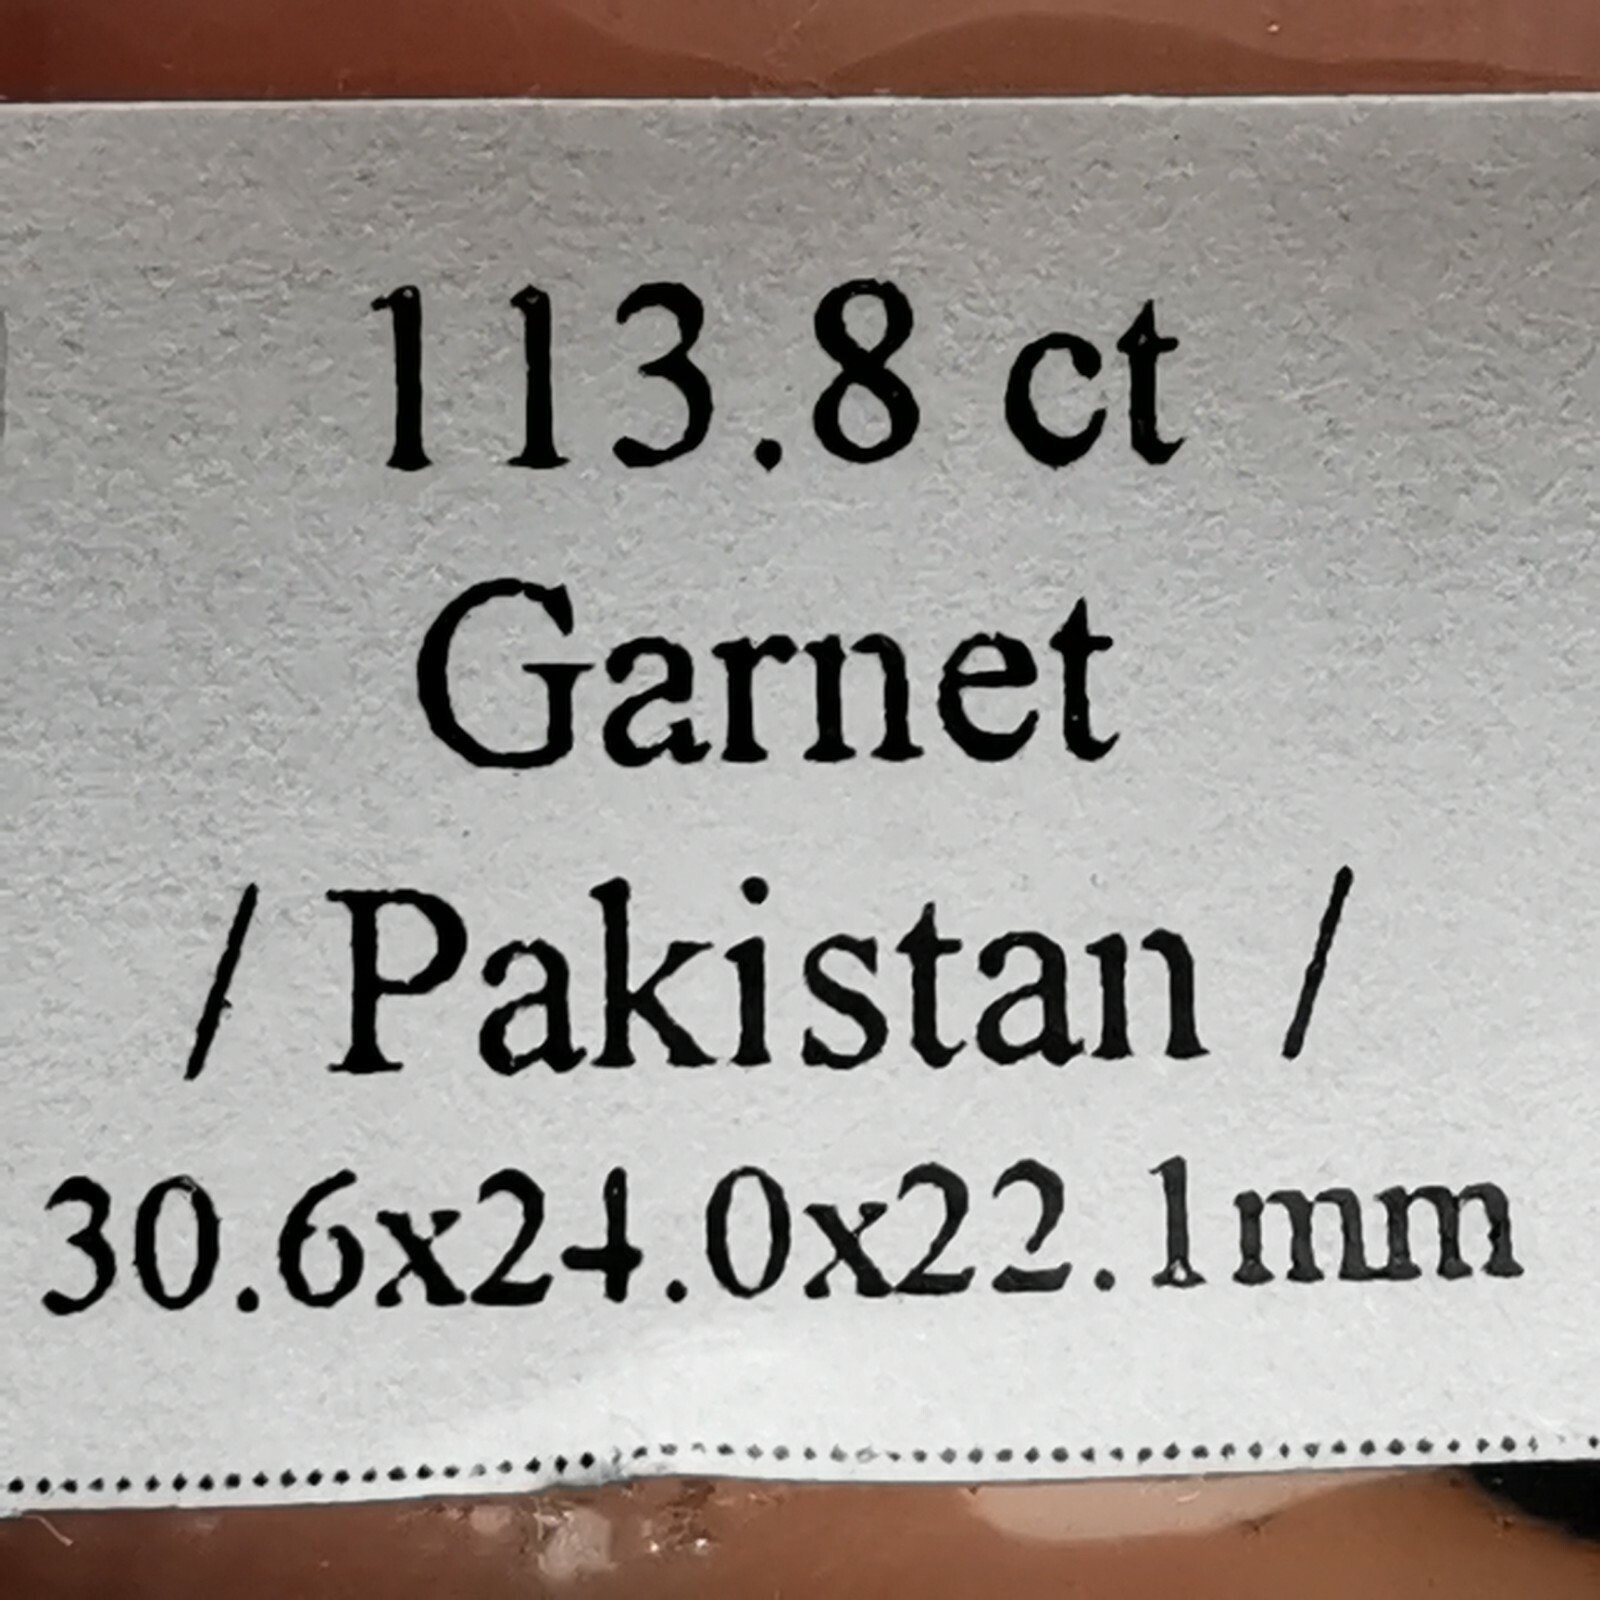 113.8 ct
Garnet
/ Pakistan /
30.6x24.0x22.1mm